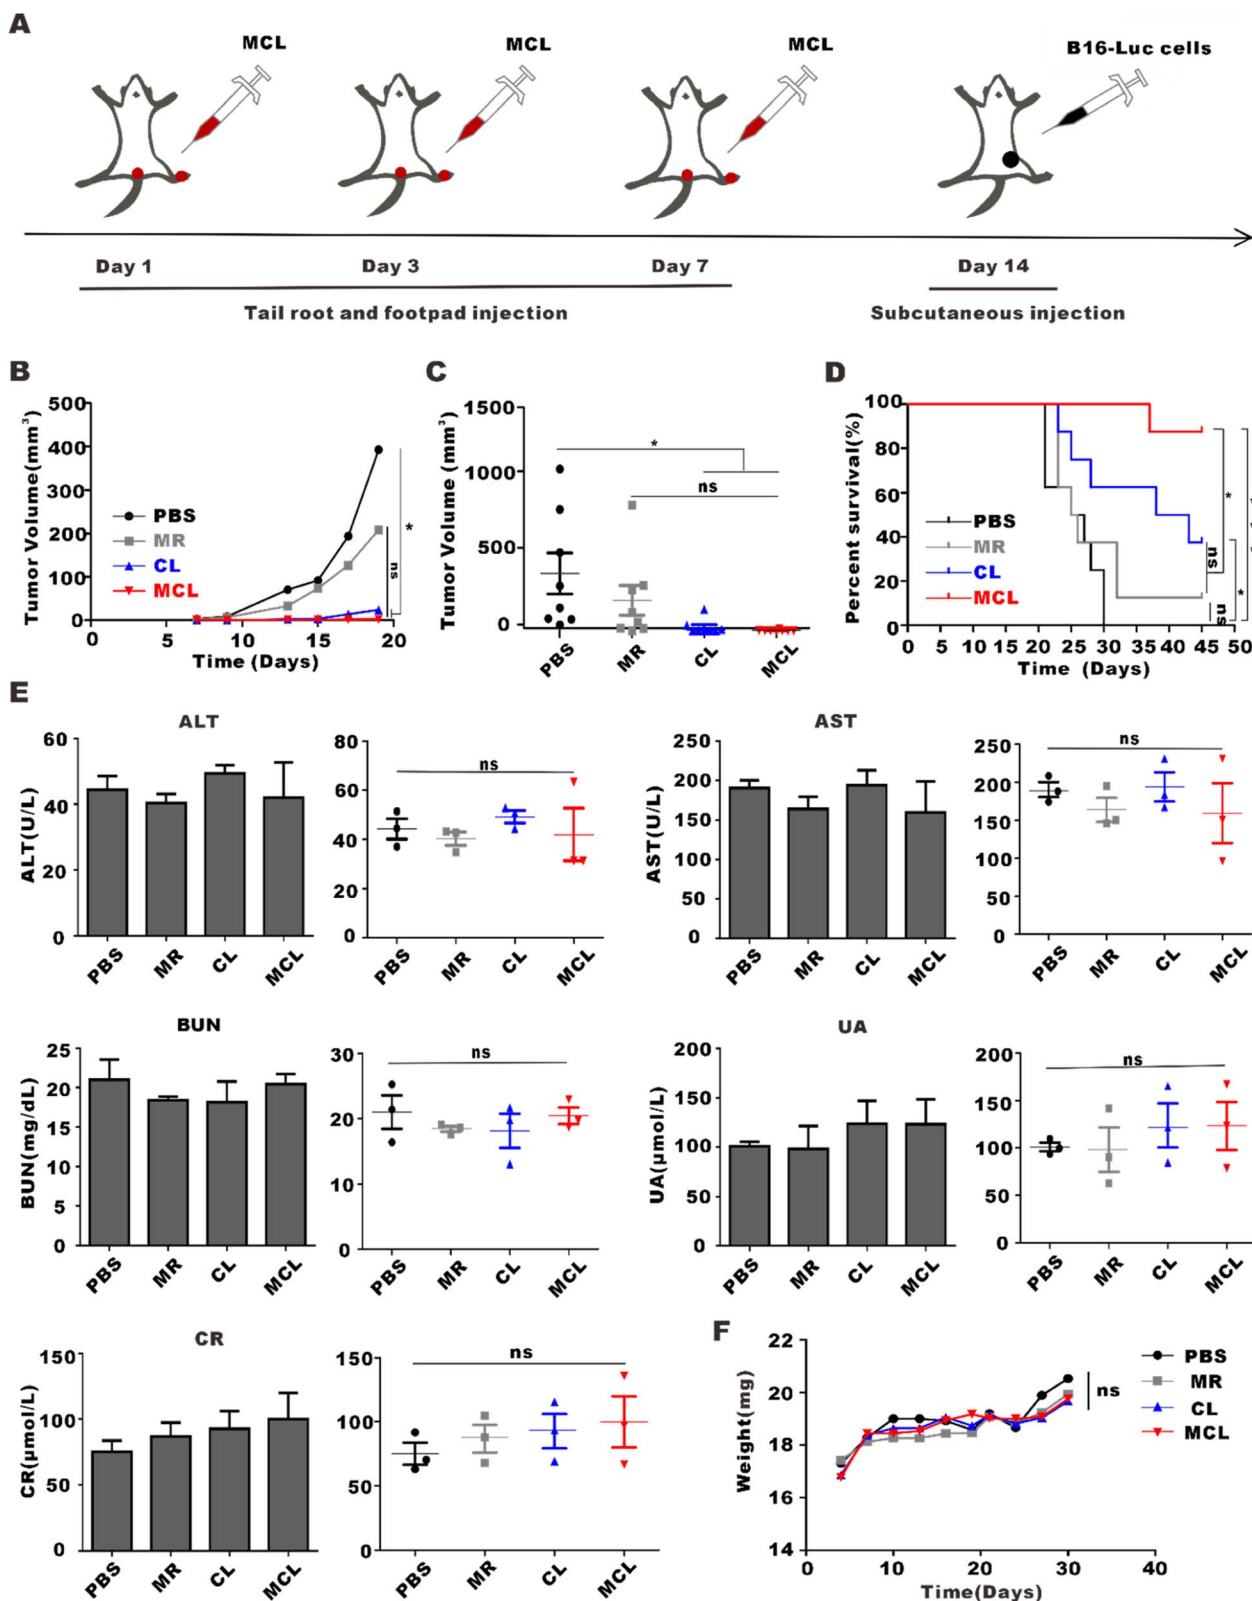 A
MCL
MCL
MCL
B16-Luc cells
Day 1
Day 3
Day 7
Day 14
Tail root and footpad injection
Subcutaneous injection
B
Tumor Volume(mm³)
500
400
300
200
100
0
0
5
10
15
20
Time (Days)
PBS
MR
CL
MCL
ns
*
C
Tumor Volume (mm³)
1500
1000
500
0
*
ns
PBS
MR
CL
MCL
D
Percent survival(%)
100
80
60
40
20
0
0
5
10
15
20
25
30
35
40
45
50
Time (Days)
PBS
MR
CL
MCL
ns
ns
*
*
*
*
*
E
ALT
ALT(U/L)
60
40
20
0
PBS
MR
CL
MCL
80
60
40
20
0
ns
PBS
MR
CL
MCL
AST
AST(U/L)
250
200
150
100
50
0
PBS
MR
CL
MCL
250
200
150
100
50
0
ns
PBS
MR
CL
MCL
BUN
BUN(mg/dL)
25
20
15
10
5
0
PBS
MR
CL
MCL
30
20
10
0
ns
PBS
MR
CL
MCL
UA
UA(μmol/L)
200
150
100
50
0
PBS
MR
CL
MCL
200
150
100
50
0
ns
PBS
MR
CL
MCL
CR
CR(μmol/L)
150
100
50
0
PBS
MR
CL
MCL
150
100
50
0
ns
PBS
MR
CL
MCL
F
Weight(mg)
22
20
18
16
14
0
10
20
30
40
Time(Days)
PBS
MR
CL
MCL
ns